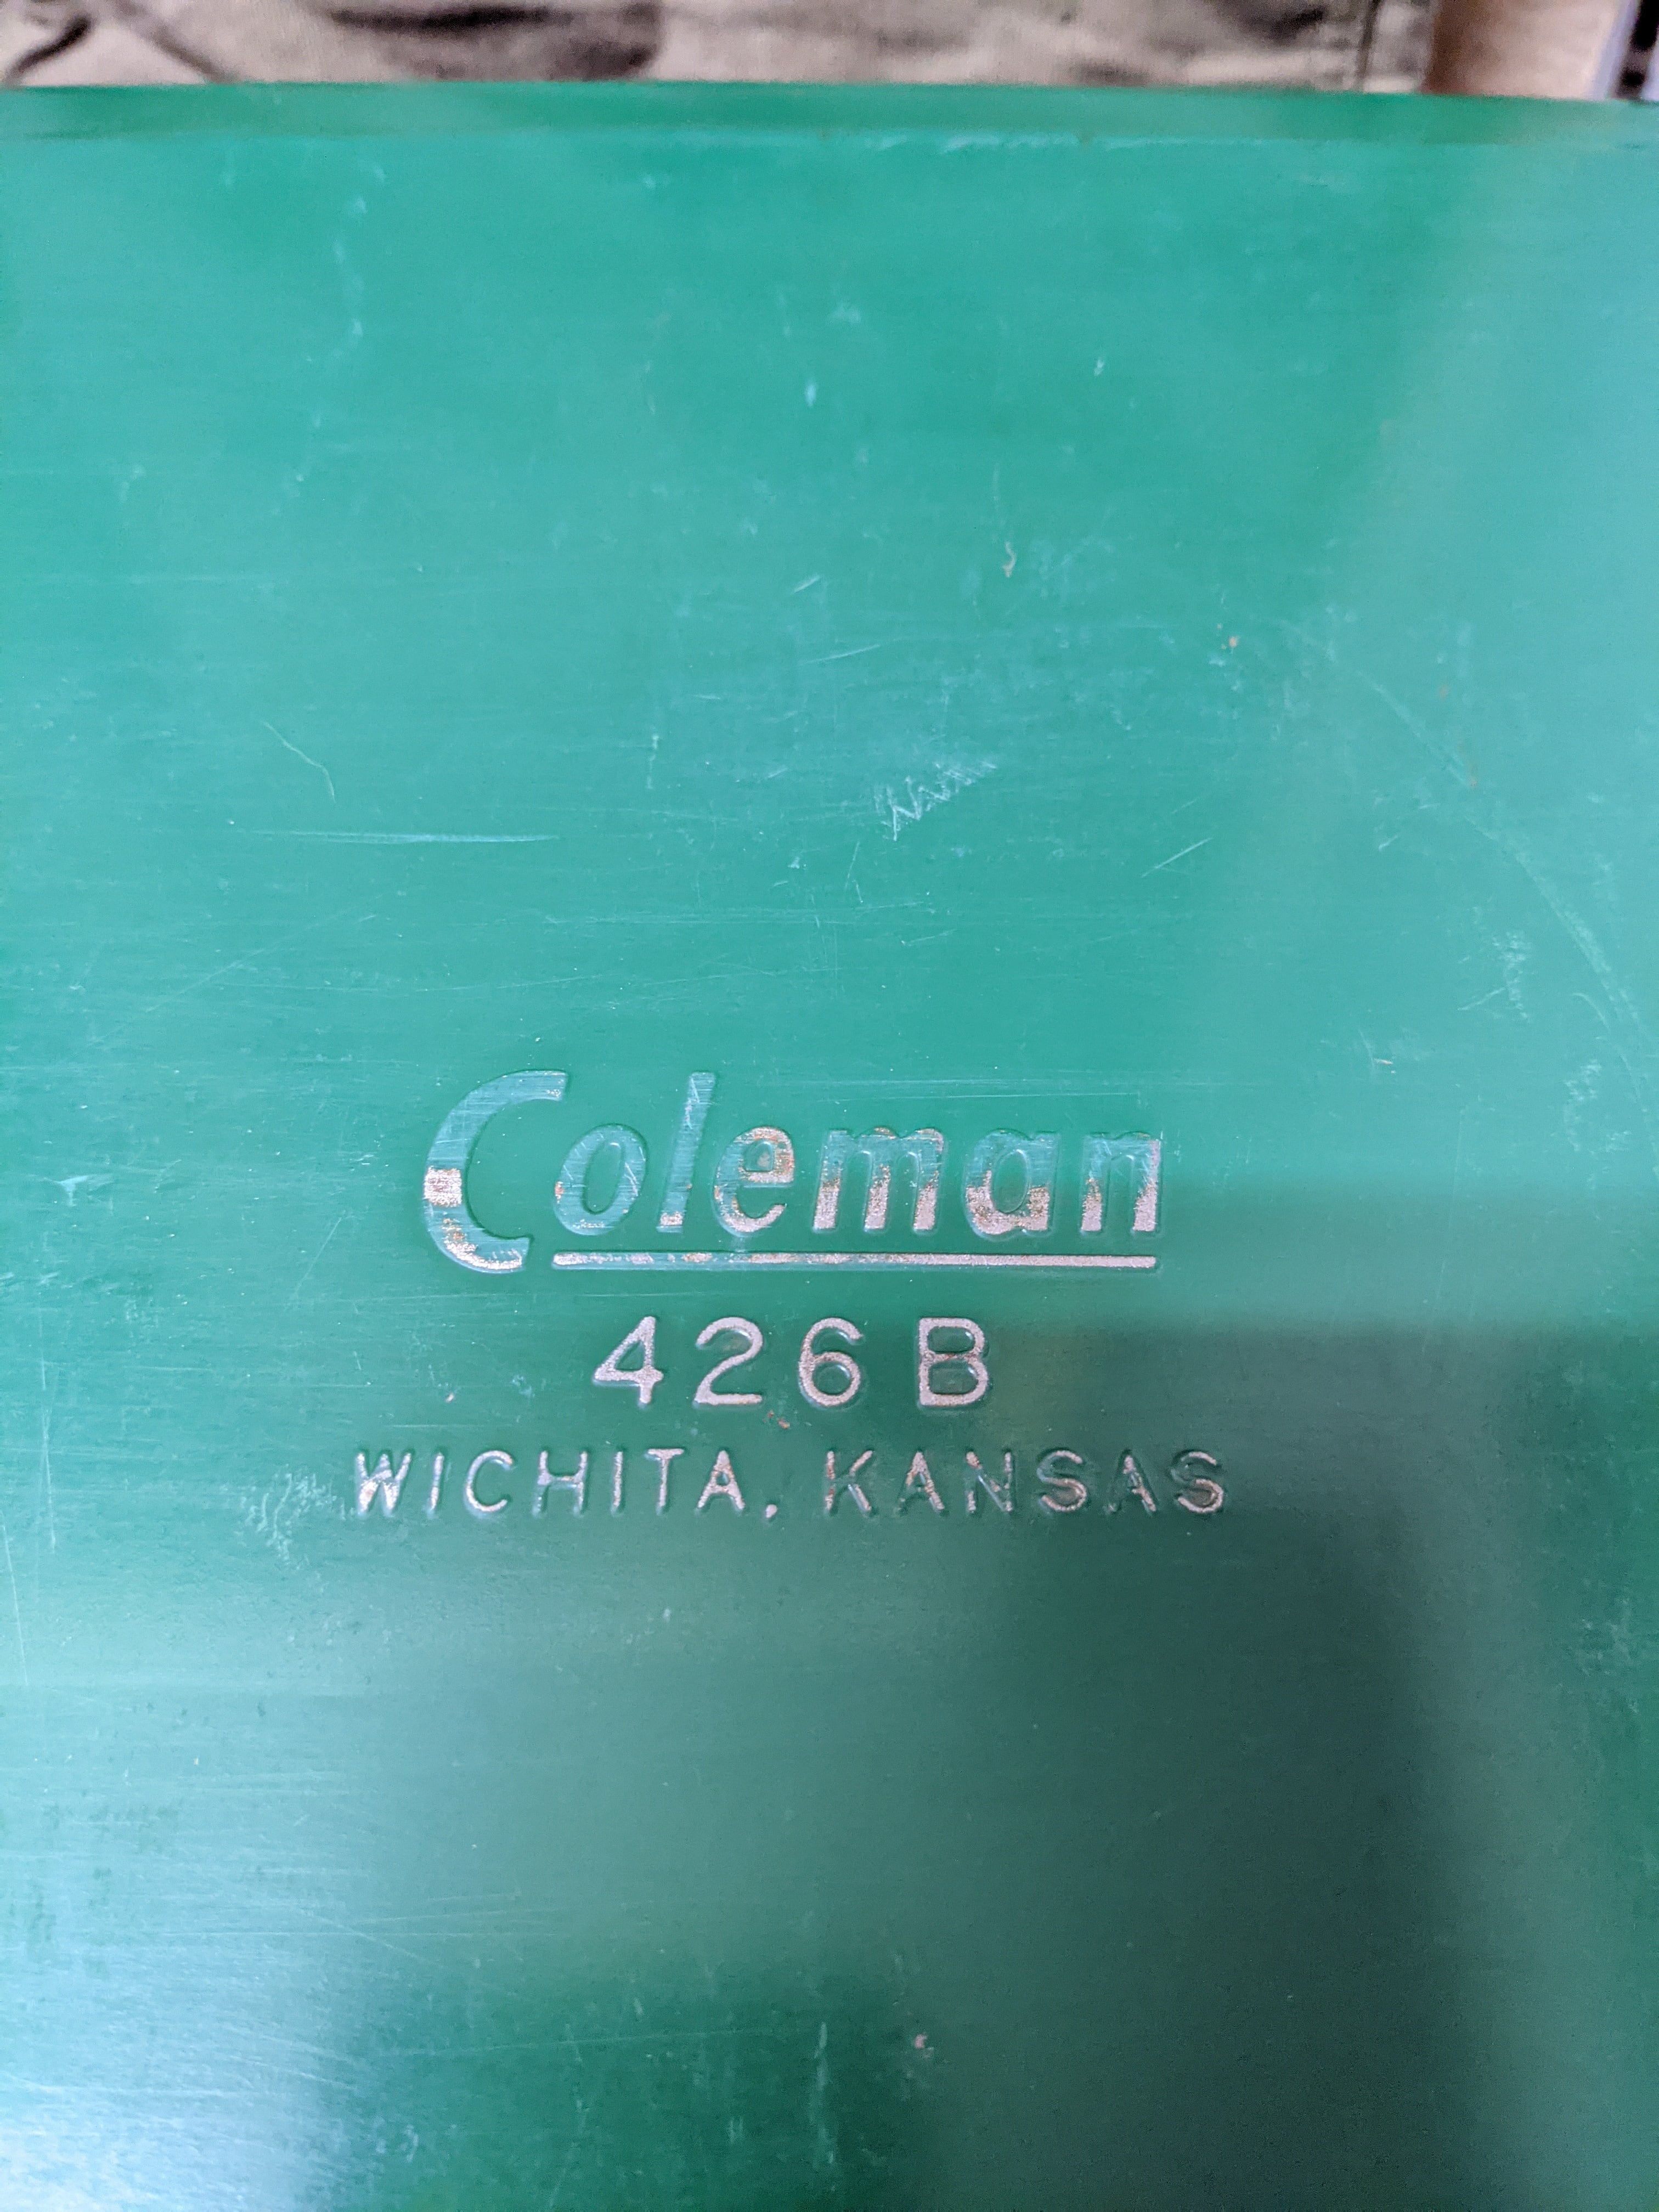 Coleman
426B
WICHITA, KANSAS